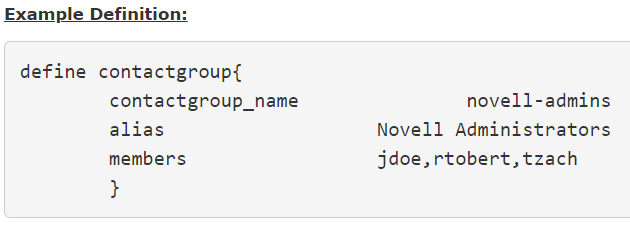 Example Definition:
define contactgroup{
contactgroup_name novell-admins
alias Novell Administrators
members jdoe,rtobert,tzach
}